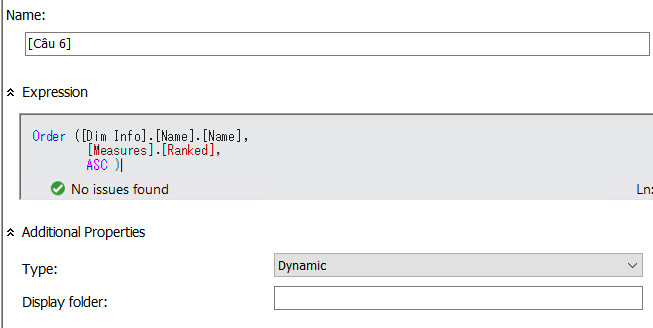 Name:
[Câu 6]
Expression
Order ([Dim Info].[Name].[Name],
[Measures].[Ranked],
ASC )
No issues found
Ln:
Additional Properties
Type:
Dynamic
Display folder: